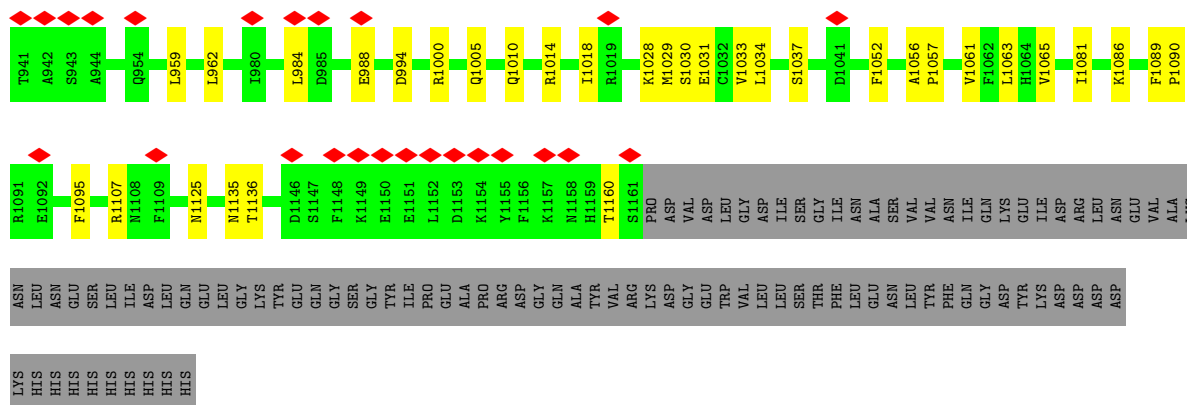 T941 A942 S943 A944 Q954 L959 L962 I980 L984 D985 E988 D994 R1000 Q1005 Q1010 R1014 I1018 R1019 K1028 M1029 S1030 E1031 C1032 V1033 L1034 S1037 D1041 F1052 A1056 P1057 V1061 F1062 L1063 H1064 V1065 I1081 K1086 F1089 P1090
R1091 E1092 F1095 R1107 N1108 F1109 N1125 N1135 T1136 D1146 S1147 F1148 K1149 E1150 E1151 L1152 D1153 K1154 Y1155 F1156 K1157 N1158 H1159 T1160 S1161 PRO ASP VAL ASP LEU GLY ASP ILE SER GLY ILE ASN ALA SER VAL VAL ASN ILE GLN LYS GLU ILE ASP ARG LEU ASN GLU VAL ALA
ASN LEU ASN GLU SER LEU ILE ASP LEU GLN GLU LEU GLY LYS TYR GLU GLN GLY SER GLY TYR ILE PRO GLU ALA PRO ARG ASP GLY GLN ALA TYR VAL ARG LYS ASP GLY GLU TRP VAL LEU LEU SER THR PHE LEU GLU ASN LEU TYR PHE GLN GLY ASP TYR LYS ASP ASP ASP ASP
LYS HIS HIS HIS HIS HIS HIS HIS HIS HIS